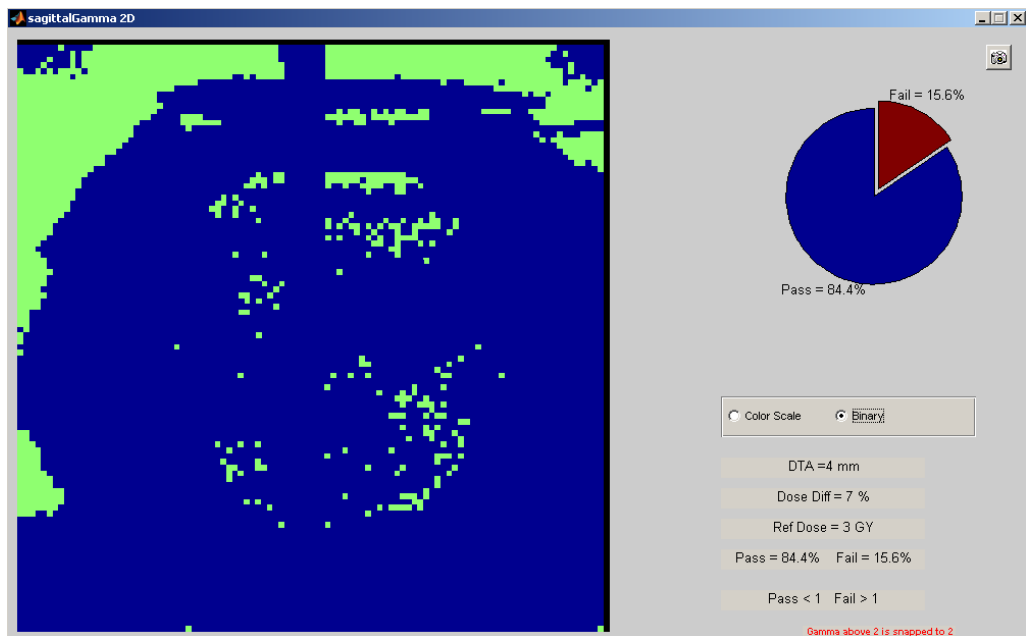 sagittalGamma 2D
Fail = 15.6%
Pass = 84.4%
Color Scale
Binary
DTA =4 mm
Dose Diff = 7 %
Ref Dose = 3 GY
Pass = 84.4% Fail = 15.6%
Pass < 1 Fail > 1
Gamma above 2 is snapped to 2